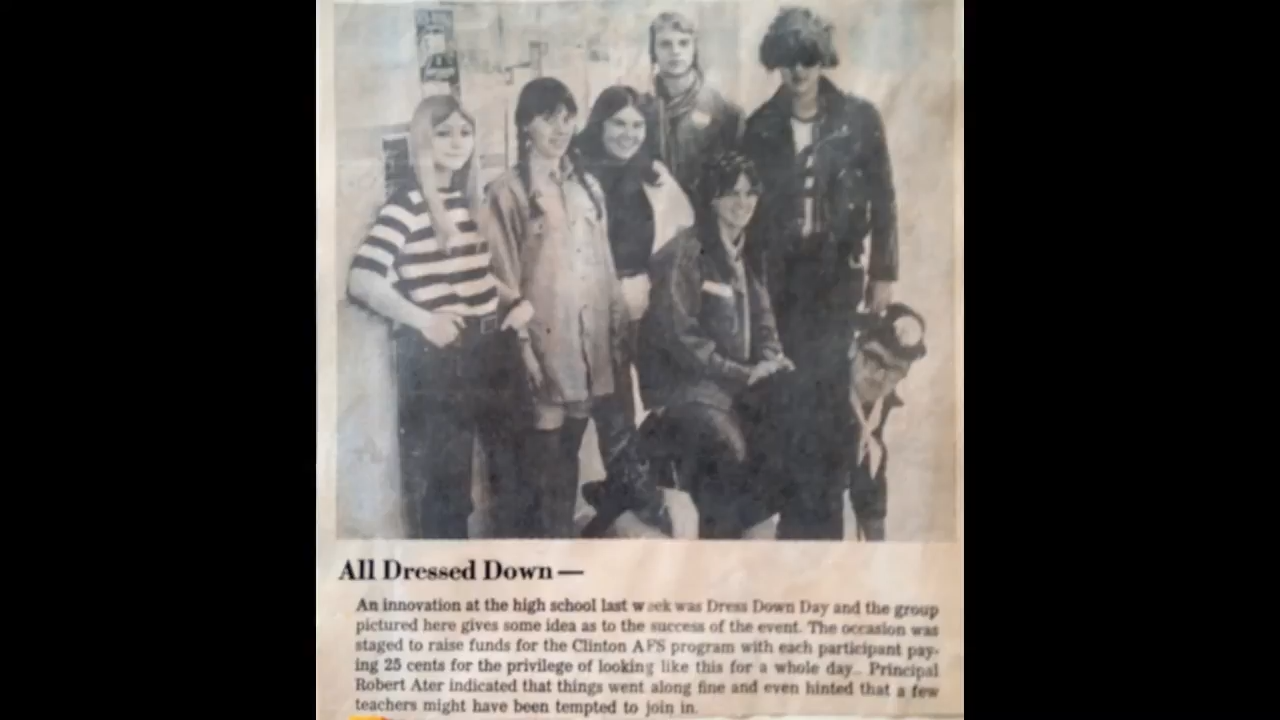 All Dressed Down —
An innovation at the high school last week was Dress Down Day and the group
pictured here gives some idea as to the success of the event. The occasion was
staged to raise funds for the Clinton AFS program with each participant pay-
ing 25 cents for the privilege of looking like this for a whole day.. Principal
Robert Ater indicated that things went along fine and even hinted that a few
teachers might have been tempted to join in.